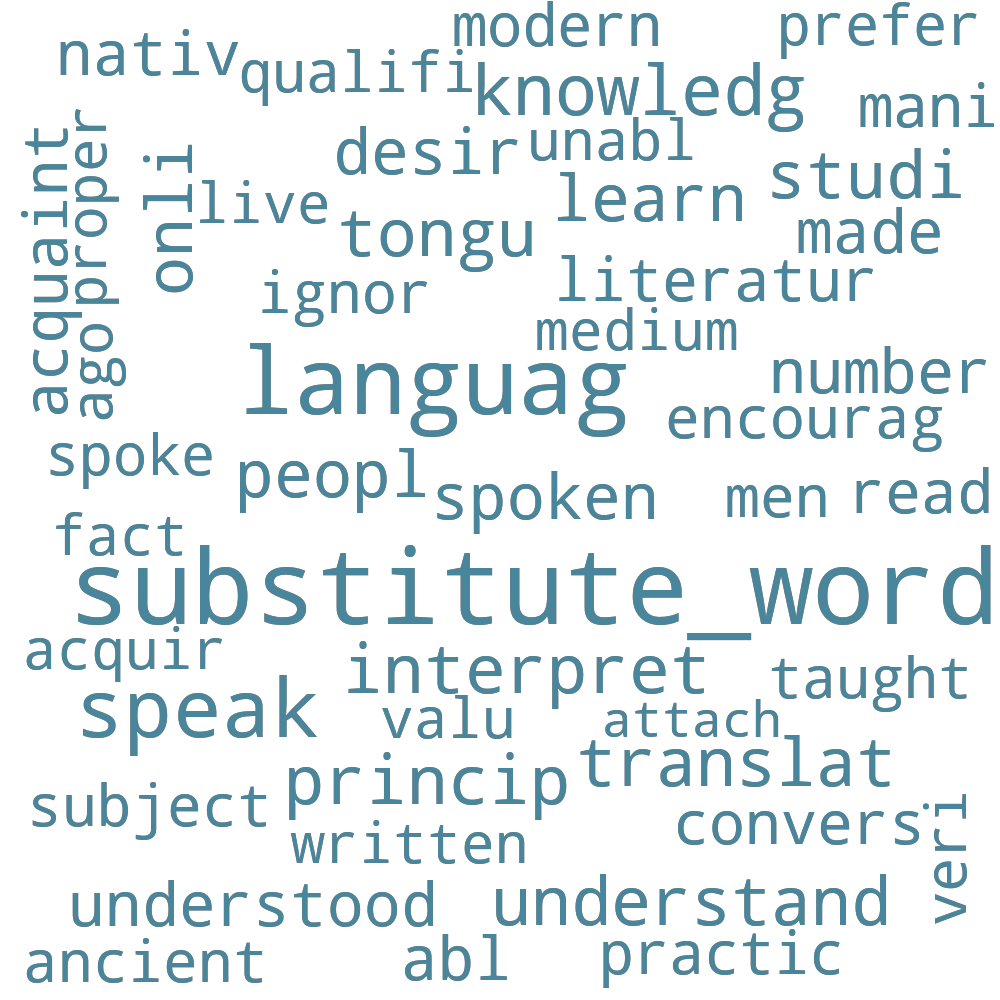 modern
prefer
nativ
qualifi
knowledg
mani
acquaint
proper
onli
desir
unabl
live
learn
studi
tongu
made
ignor
literatur
medium
ago
languag
number
encourag
spoke
peopl
spoken
men
read
fact
substitute_word
acquir
interpret
taught
speak
valu
attach
translat
princip
subject
convers
veri
written
understood
understand
ancient
abl
practic